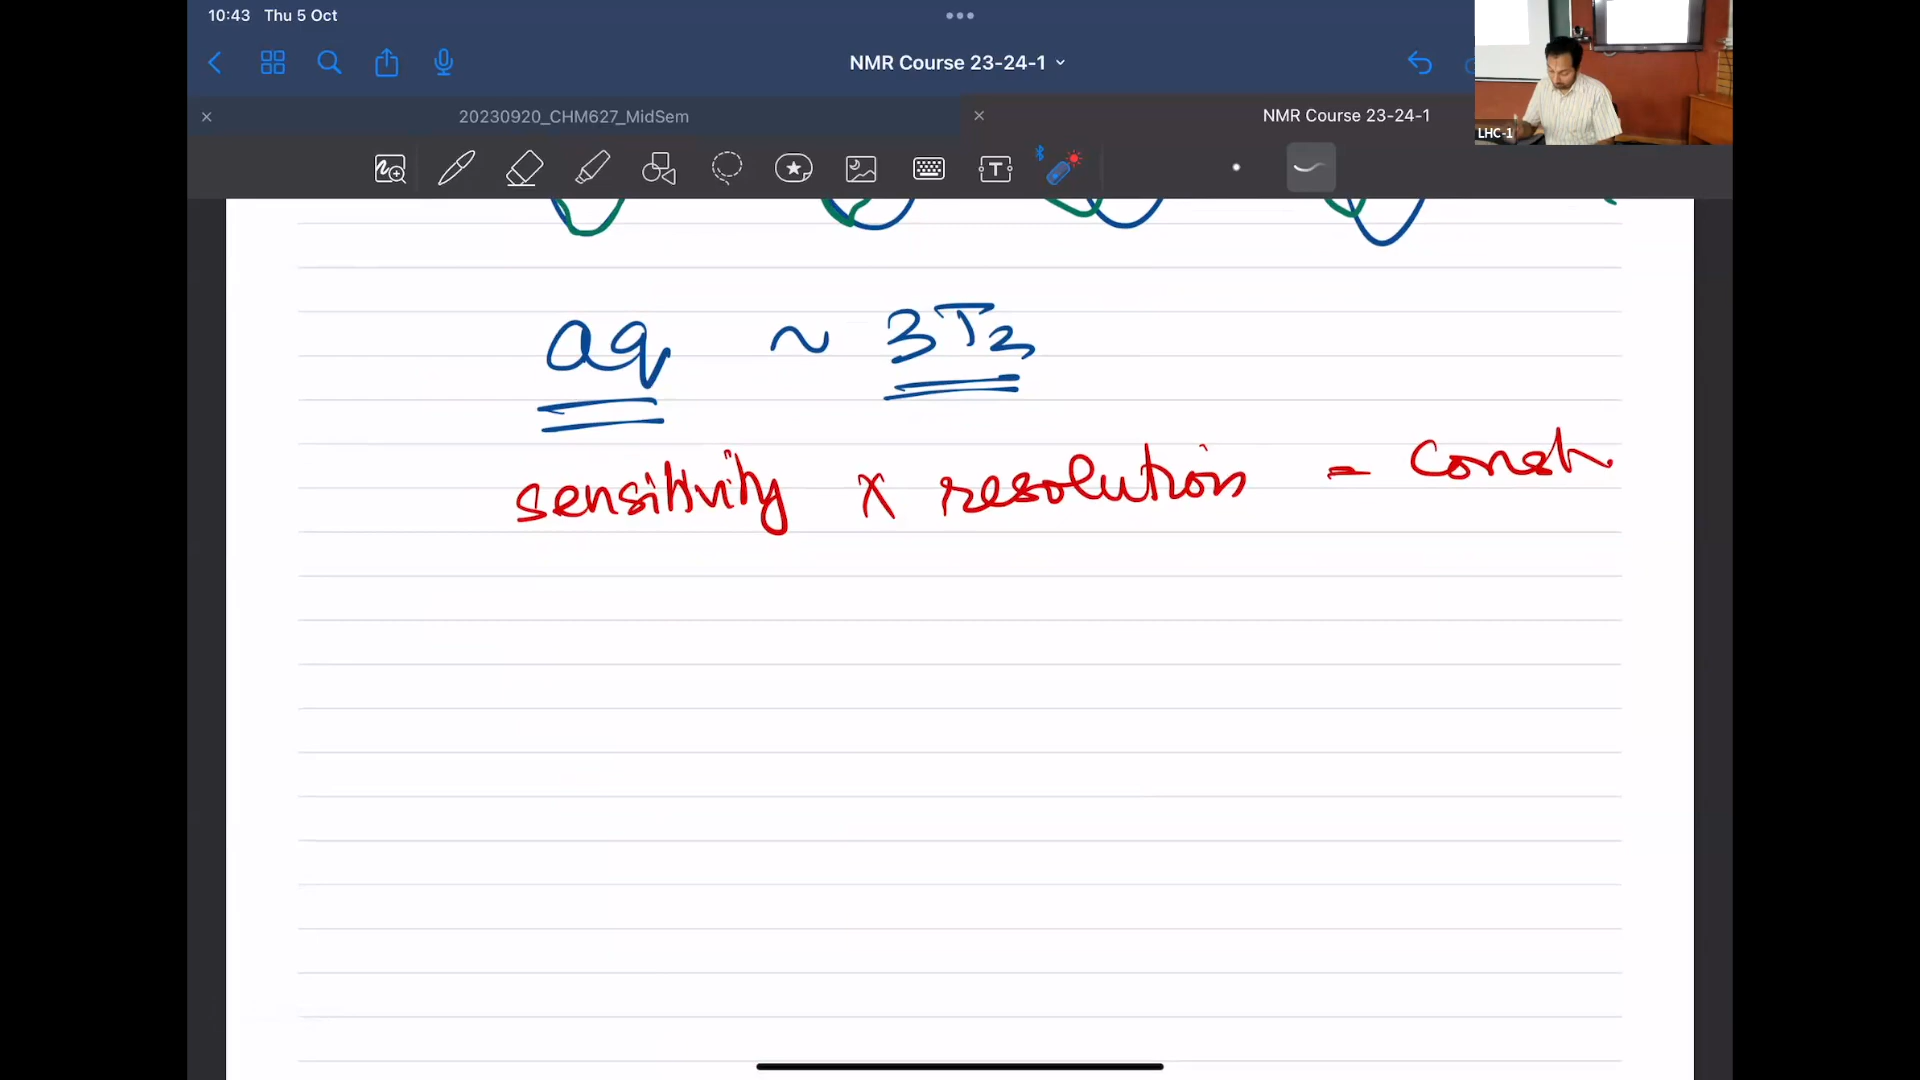 10:43 Thu 5 Oct
NMR Course 23-24-1
20230920_CHM627_MidSem
NMR Course 23-24-1
LHC-1
aq ~ 3T2
sensitivity x resolution = const.